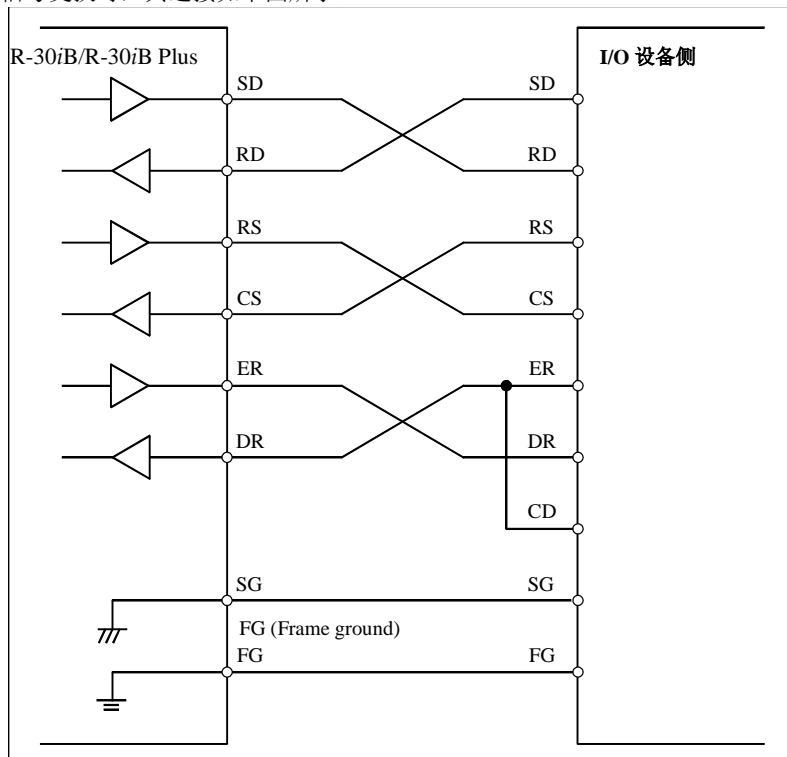 R-30iB/R-30iB Plus
I/O 设备侧
SD SD
RD RD
RS RS
CS CS
ER ER
DR DR
CD
SG SG
FG (Frame ground)
FG FG